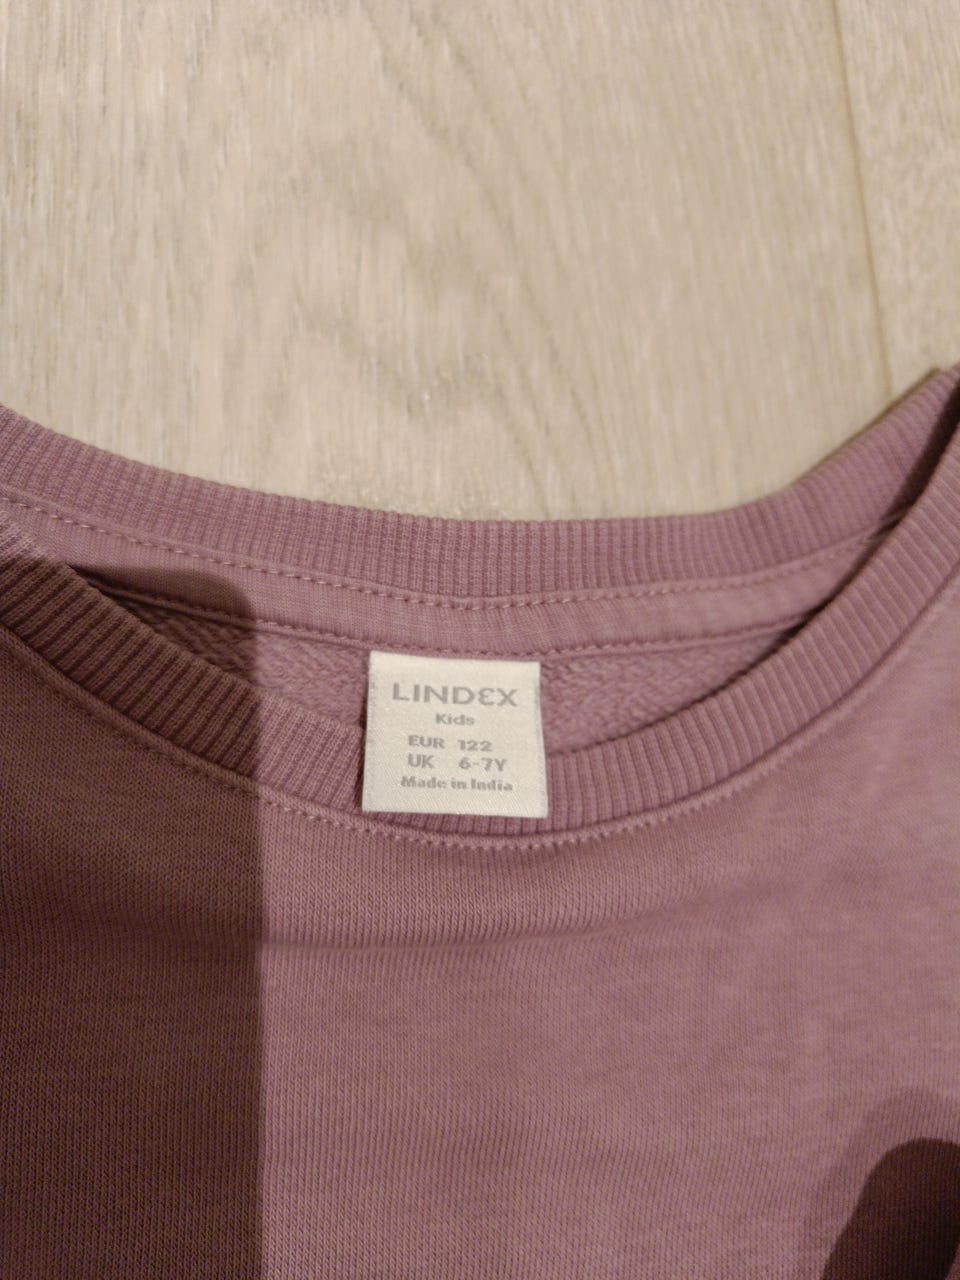 LINDEX
Kids
EUR 122
UK 6-7Y
Made in India